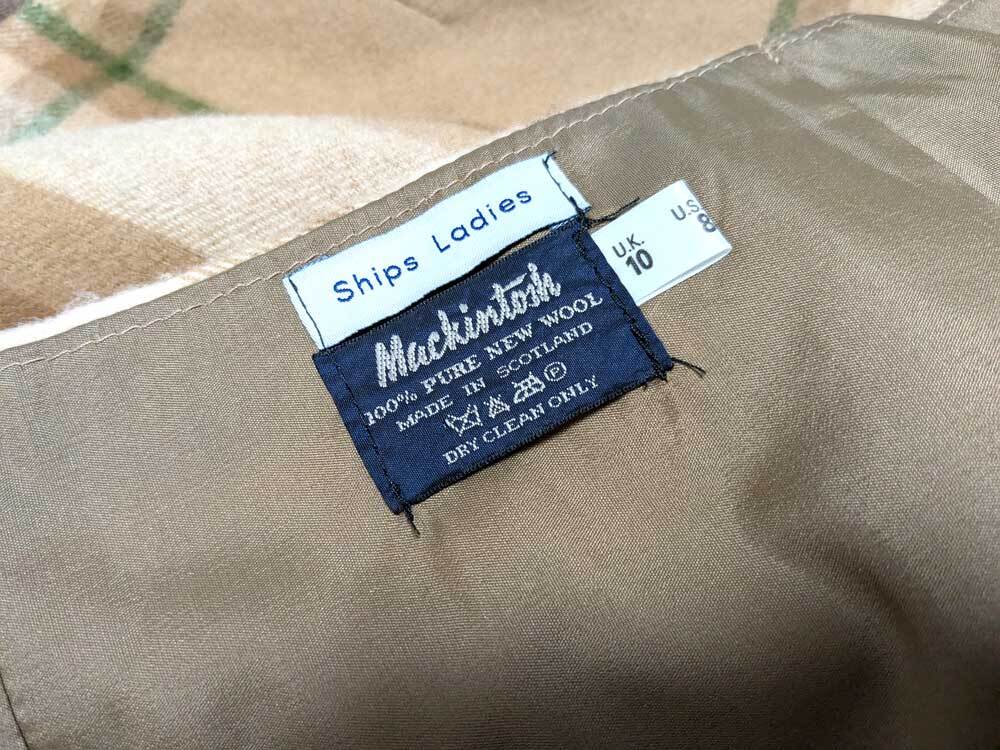 Ships Ladies
Mackintosh
100% PURE NEW WOOL
MADE IN SCOTLAND
P
DRY CLEAN ONLY
U.K.
10
U.S
8